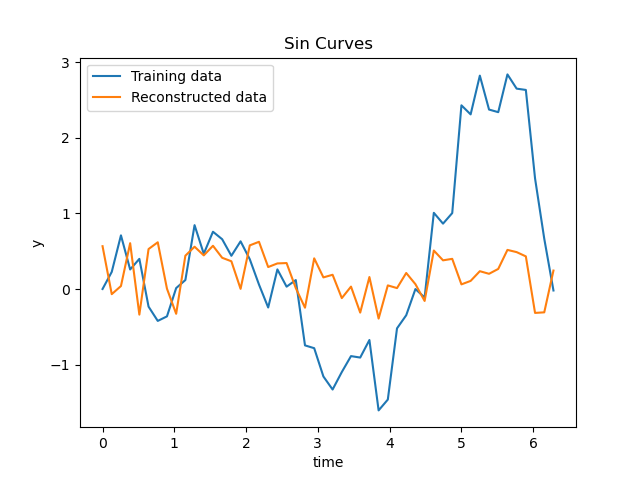 Sin Curves
Training data
Reconstructed data
3
2
1
0
−1
y
0 1 2 3 4 5 6
time